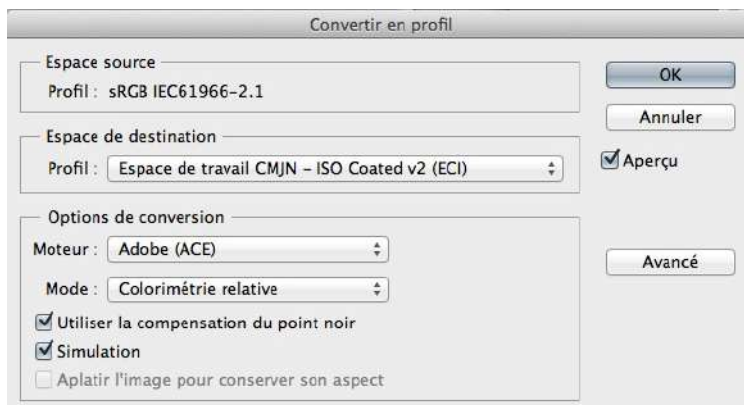 Convertir en profil
Espace source
Profil : sRGB IEC61966-2.1
OK
Annuler
Espace de destination
Profil : Espace de travail CMJN – ISO Coated v2 (ECI)
Aperçu
Options de conversion
Moteur : Adobe (ACE)
Avancé
Mode : Colorimétrie relative
Utiliser la compensation du point noir
Simulation
Aplatir l'image pour conserver son aspect